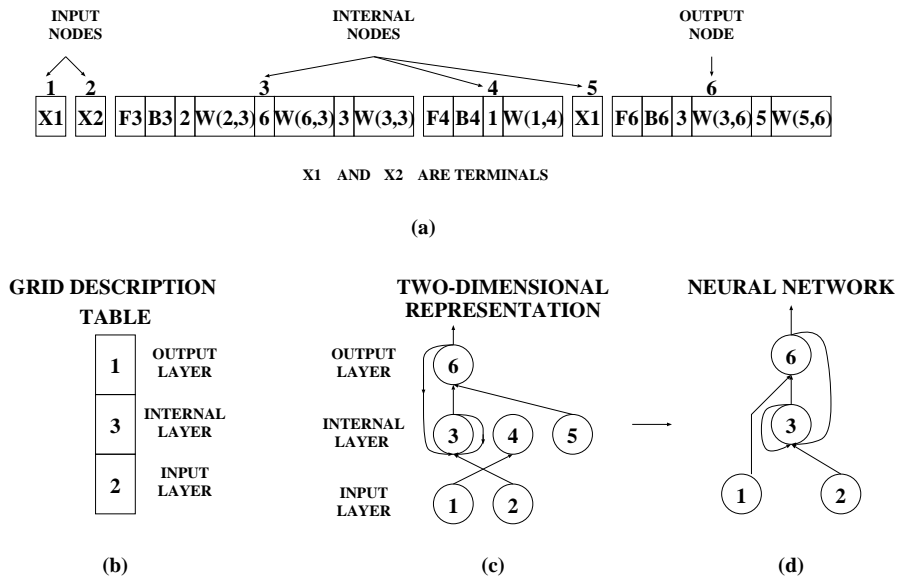 INPUT NODES
INTERNAL NODES
OUTPUT NODE
1 2 3 4 5 6
X1 X2 F3 B3 2 W(2,3) 6 W(6,3) 3 W(3,3) F4 B4 1 W(1,4) X1 F6 B6 3 W(3,6) 5 W(5,6)
X1 AND X2 ARE TERMINALS
(a)
GRID DESCRIPTION
TABLE
1 OUTPUT LAYER
3 INTERNAL LAYER
2 INPUT LAYER
(b)
TWO-DIMENSIONAL
REPRESENTATION
OUTPUT LAYER
6
INTERNAL LAYER
3 4 5
INPUT LAYER
1 2
(c)
NEURAL NETWORK
6
3
1 2
(d)